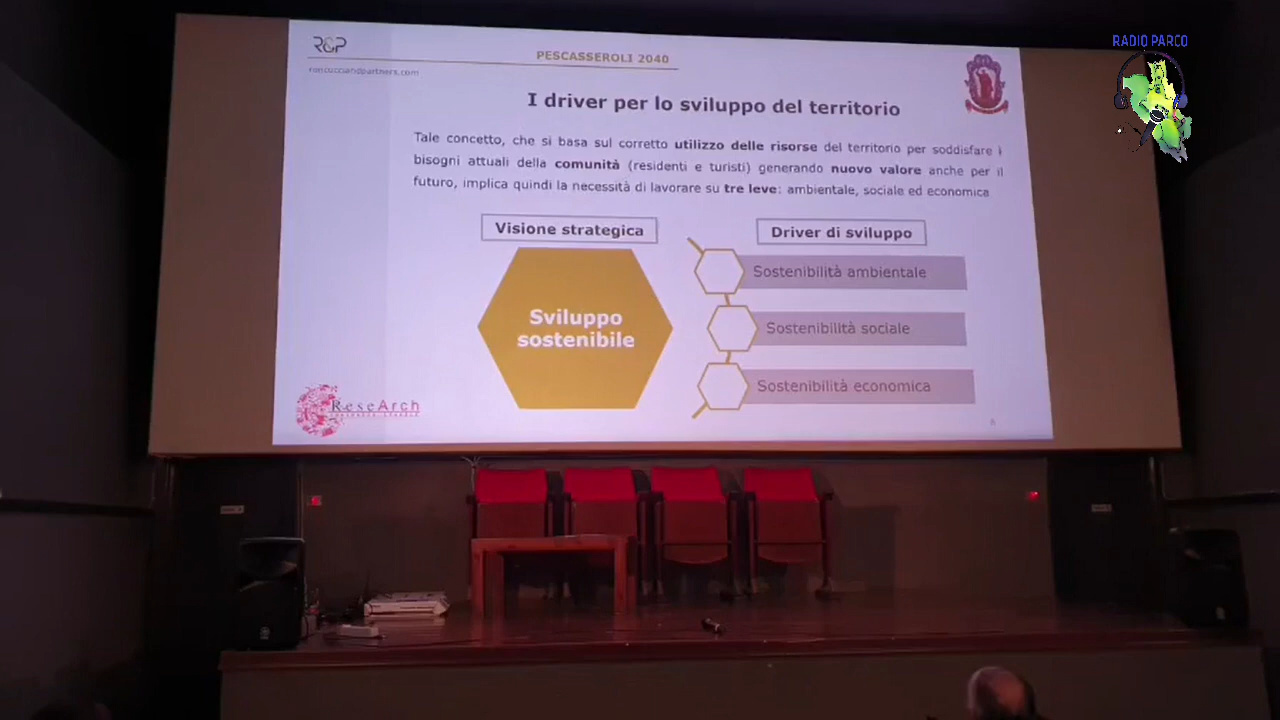 R&P
PESCASSEROLI 2040
RADIO PARCO
I driver per lo sviluppo del territorio
Tale concetto, che si basa sul corretto utilizzo delle risorse del territorio per soddisfare i
bisogni attuali della comunità (residenti e turisti) generando nuovo valore anche per il
futuro, implica quindi la necessità di lavorare su tre leve: ambientale, sociale ed economica
Visione strategica
Driver di sviluppo
Sviluppo
sostenibile
Sostenibilità ambientale
Sostenibilità sociale
Sostenibilità economica
ReseArch